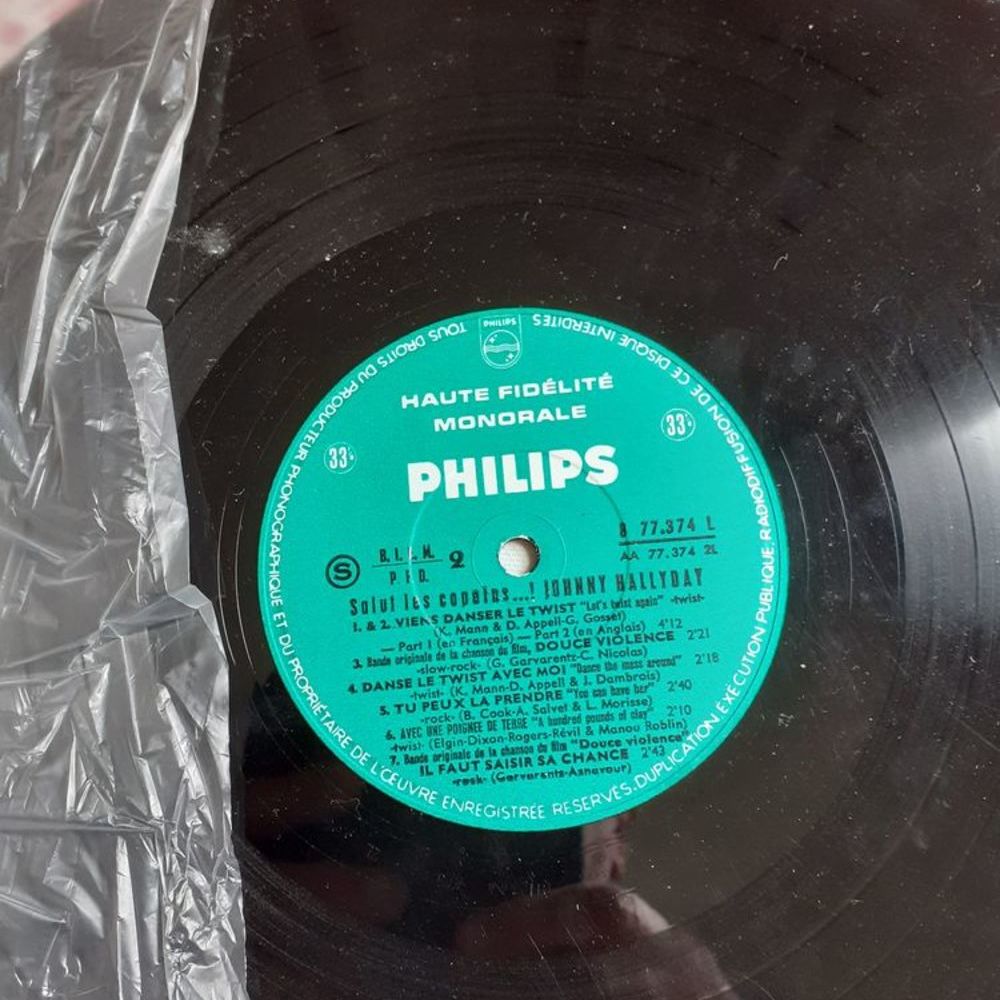 TOUS DROITS DU PRODUCTEUR PHONOGRAPHIQUE ET DU PROPRIÉTAIRE DE L'ŒUVRE ENREGISTRÉE RESERVÉS. DUPLICATION EXÉCUTION PUBLIQUE RADIODIFFUSION DE CE DISQUE INTERDITES
PHILIPS
HAUTE FIDÉLITÉ
MONORALE
33⅓ 33⅓
PHILIPS
B 77.374 L
AA 77.374 2L
S B.I.E.M. 2
Salut les copains...! JOHNNY HALLYDAY
1. & 2. VIENS DANSER LE TWIST "Let's twist again" -twist-
(K. Mann & D. Appell-G. Gosset) 4'12
— Part 1 (en Français) — Part 2 (en Anglais)
3. Bande originale de la chanson du film, DOUCE VIOLENCE 2'21
-slow-rock- (G. Garvarentz-C. Nicolas)
4. DANSE LE TWIST AVEC MOI "Dance the mess around" 2'18
-twist- (K. Mann-D. Appell & J. Dambrois)
5. TU PEUX LA PRENDRE "You can have her" 2'40
-rock- (B. Cook-A. Salvet & L. Morisse)
6. AVEC UNE POIGNEE DE TERRE "A hundred pounds of clay" 2'10
-twist- (Elgin-Dixon-Rogers-Révil & Manou Roblin)
7. Bande originale de la chanson du film "Douce violence"
IL FAUT SAISIR SA CHANCE 2'43
-rock- (Garvarentz-Aznavour)